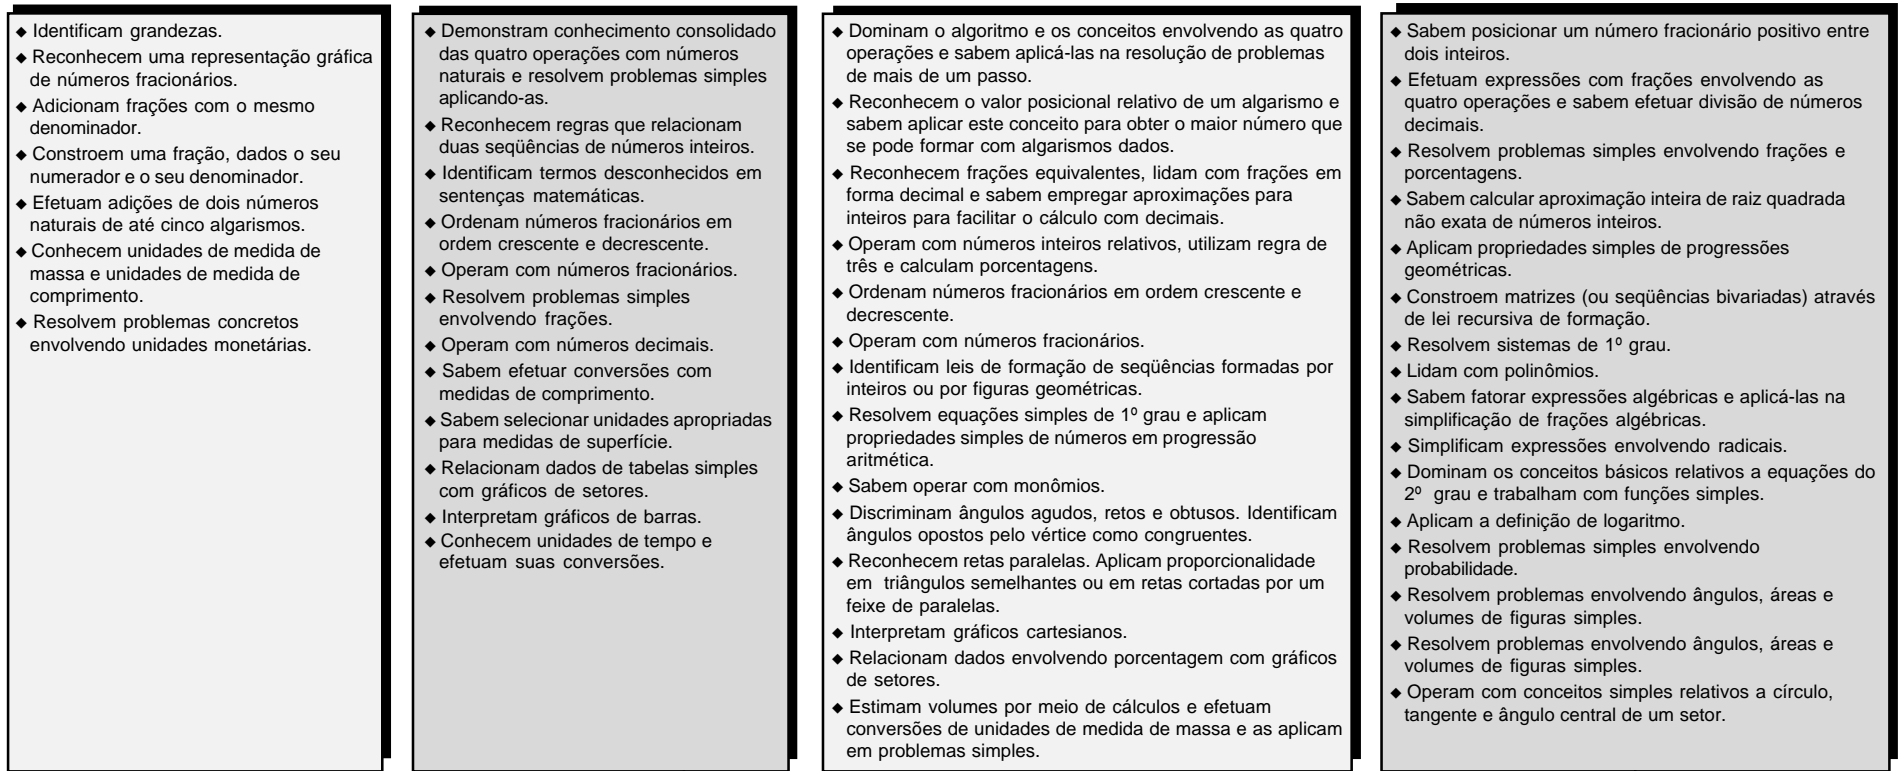 ◆ Identificam grandezas.
◆ Reconhecem uma representação gráfica
de números fracionários.
◆ Adicionam frações com o mesmo
denominador.
◆ Constroem uma fração, dados o seu
numerador e o seu denominador.
◆ Efetuam adições de dois números
naturais de até cinco algarismos.
◆ Conhecem unidades de medida de
massa e unidades de medida de
comprimento.
◆ Resolvem problemas concretos
envolvendo unidades monetárias.
◆ Demonstram conhecimento consolidado
das quatro operações com números
naturais e resolvem problemas simples
aplicando-as.
◆ Reconhecem regras que relacionam
duas seqüências de números inteiros.
◆ Identificam termos desconhecidos em
sentenças matemáticas.
◆ Ordenam números fracionários em
ordem crescente e decrescente.
◆ Operam com números fracionários.
◆ Resolvem problemas simples
envolvendo frações.
◆ Operam com números decimais.
◆ Sabem efetuar conversões com
medidas de comprimento.
◆ Sabem selecionar unidades apropriadas
para medidas de superfície.
◆ Relacionam dados de tabelas simples
com gráficos de setores.
◆ Interpretam gráficos de barras.
◆ Conhecem unidades de tempo e
efetuam suas conversões.
◆ Dominam o algoritmo e os conceitos envolvendo as quatro
operações e sabem aplicá-las na resolução de problemas
de mais de um passo.
◆ Reconhecem o valor posicional relativo de um algarismo e
sabem aplicar este conceito para obter o maior número que
se pode formar com algarismos dados.
◆ Reconhecem frações equivalentes, lidam com frações em
forma decimal e sabem empregar aproximações para
inteiros para facilitar o cálculo com decimais.
◆ Operam com números inteiros relativos, utilizam regra de
três e calculam porcentagens.
◆ Ordenam números fracionários em ordem crescente e
decrescente.
◆ Operam com números fracionários.
◆ Identificam leis de formação de seqüências formadas por
inteiros ou por figuras geométricas.
◆ Resolvem equações simples de 1º grau e aplicam
propriedades simples de números em progressão
aritmética.
◆ Sabem operar com monômios.
◆ Discriminam ângulos agudos, retos e obtusos. Identificam
ângulos opostos pelo vértice como congruentes.
◆ Reconhecem retas paralelas. Aplicam proporcionalidade
em triângulos semelhantes ou em retas cortadas por um
feixe de paralelas.
◆ Interpretam gráficos cartesianos.
◆ Relacionam dados envolvendo porcentagem com gráficos
de setores.
◆ Estimam volumes por meio de cálculos e efetuam
conversões de unidades de medida de massa e as aplicam
em problemas simples.
◆ Sabem posicionar um número fracionário positivo entre
dois inteiros.
◆ Efetuam expressões com frações envolvendo as
quatro operações e sabem efetuar divisão de números
decimais.
◆ Resolvem problemas simples envolvendo frações e
porcentagens.
◆ Sabem calcular aproximação inteira de raiz quadrada
não exata de números inteiros.
◆ Aplicam propriedades simples de progressões
geométricas.
◆ Constroem matrizes (ou seqüências bivariadas) através
de lei recursiva de formação.
◆ Resolvem sistemas de 1º grau.
◆ Lidam com polinômios.
◆ Sabem fatorar expressões algébricas e aplicá-las na
simplificação de frações algébricas.
◆ Simplificam expressões envolvendo radicais.
◆ Dominam os conceitos básicos relativos a equações do
2º grau e trabalham com funções simples.
◆ Aplicam a definição de logaritmo.
◆ Resolvem problemas simples envolvendo
probabilidade.
◆ Resolvem problemas envolvendo ângulos, áreas e
volumes de figuras simples.
◆ Resolvem problemas envolvendo ângulos, áreas e
volumes de figuras simples.
◆ Operam com conceitos simples relativos a círculo,
tangente e ângulo central de um setor.